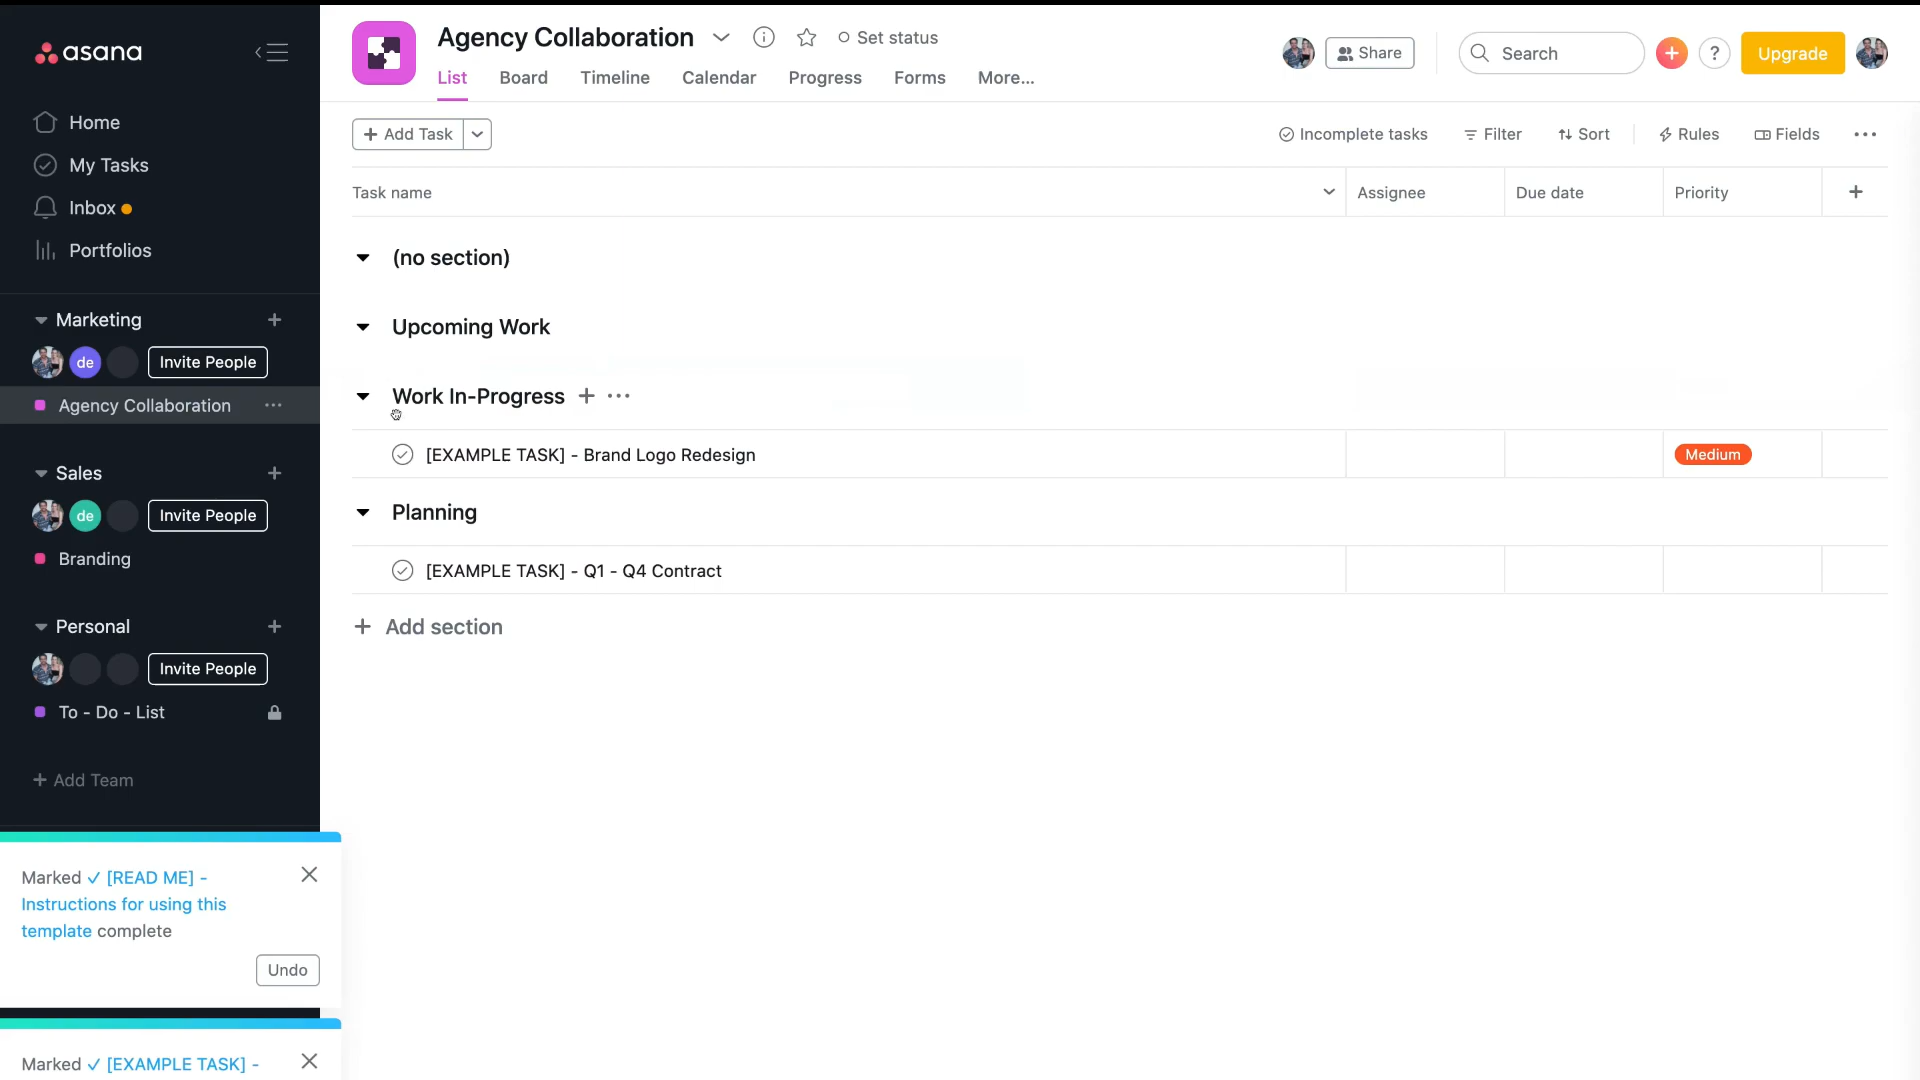 asana
Home
My Tasks
Inbox
Portfolios
Marketing
de
Invite People
Agency Collaboration
Sales
de
Invite People
Branding
Personal
Invite People
To - Do - List
+ Add Team
Marked ✓ [READ ME] -
Instructions for using this
template complete
Undo
Marked ✓ [EXAMPLE TASK] -
Agency Collaboration
Set status
List Board Timeline Calendar Progress Forms More...
Share
Search
?
Upgrade
+ Add Task
Incomplete tasks
Filter
Sort
Rules
Fields
Task name Assignee Due date Priority
(no section)
Upcoming Work
Work In-Progress
[EXAMPLE TASK] - Brand Logo Redesign Medium
Planning
[EXAMPLE TASK] - Q1 - Q4 Contract
+ Add section